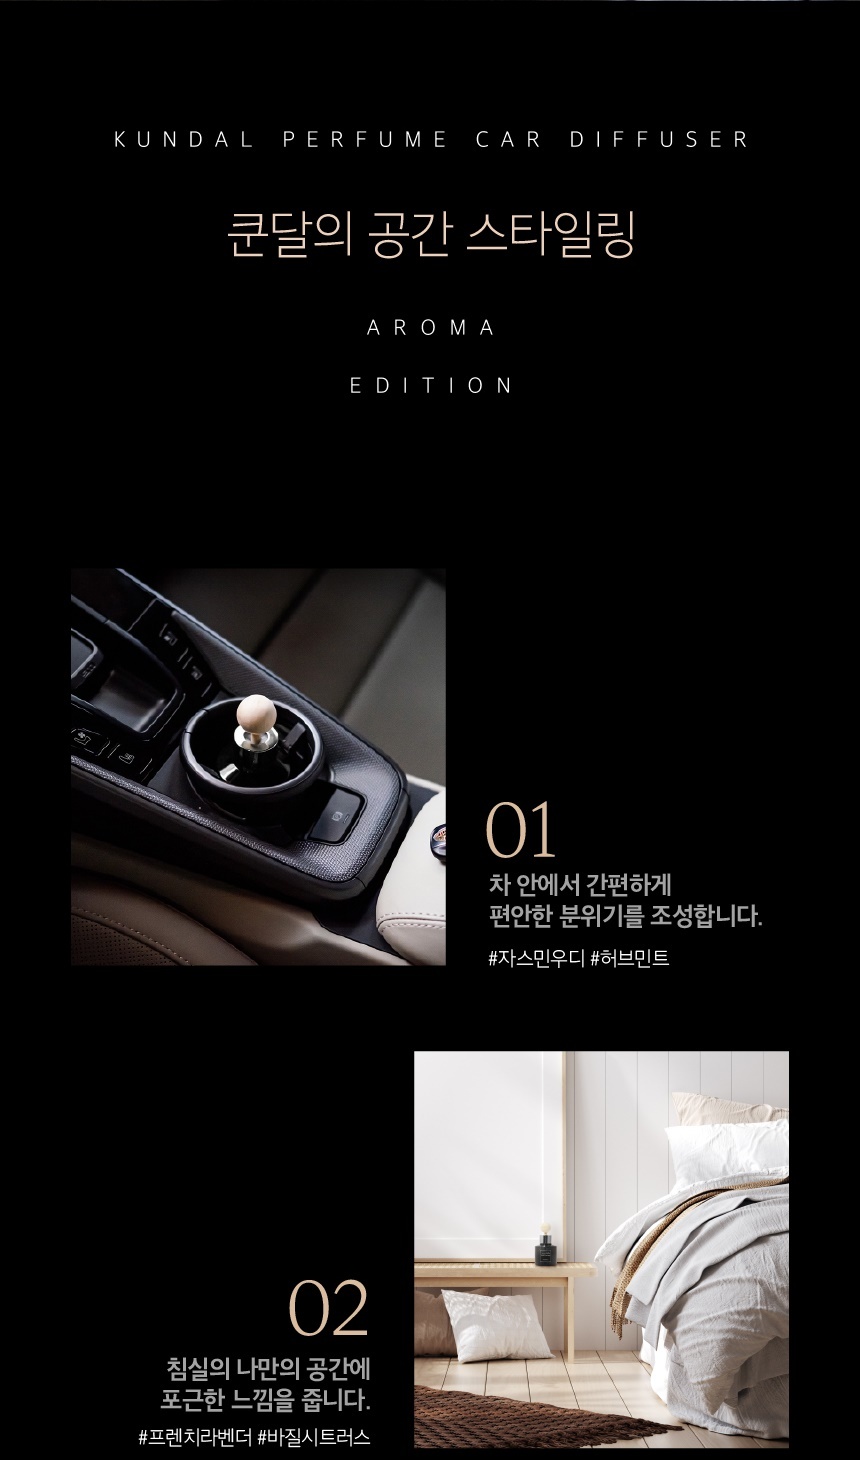 KUNDAL PERFUME CAR DIFFUSER
쿤달의 공간 스타일링
AROMA
EDITION
01
차 안에서 간편하게
편안한 분위기를 조성합니다.
#자스민우디 #허브민트
02
침실의 나만의 공간에
포근한 느낌을 줍니다.
#프렌치라벤더 #바질시트러스